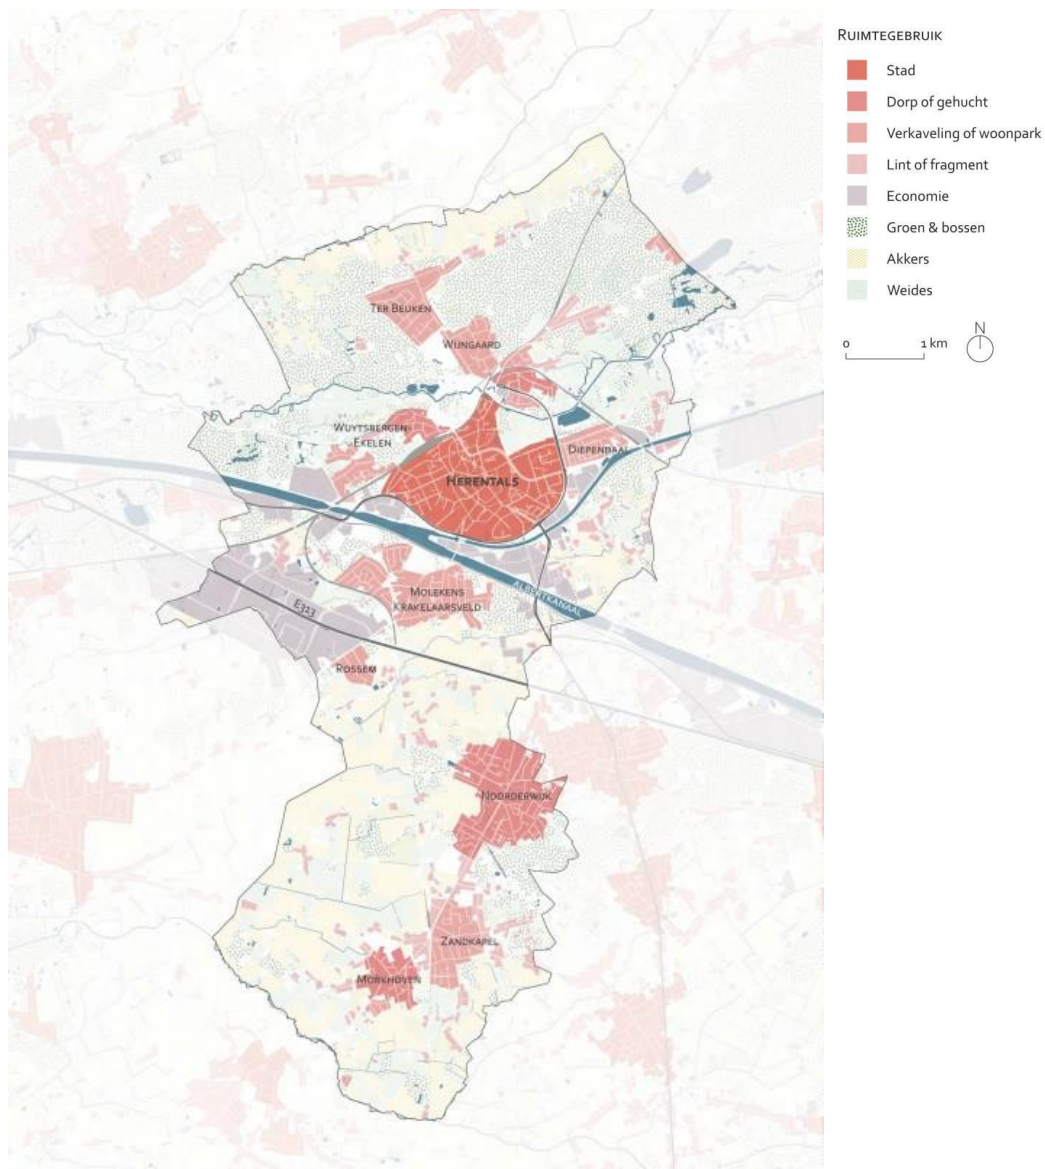 RUIMTEGEBRUIK
Stad
Dorp of gehucht
Verkaveling of woonpark
Lint of fragment
Economie
Groen & bossen
Akkers
Weides
0 1 km
N
TER BEUKEN
WIJNGAARD
WUYTSBERGEN-
EKELEN
DIEPENDAAL
HERENTALS
ALBERTKANAAL
MOLEKENS
KRAKELAARSVELD
E313
ROSSEM
NOORDERWIJK
ZANDKAPEL
MORKHOVEN